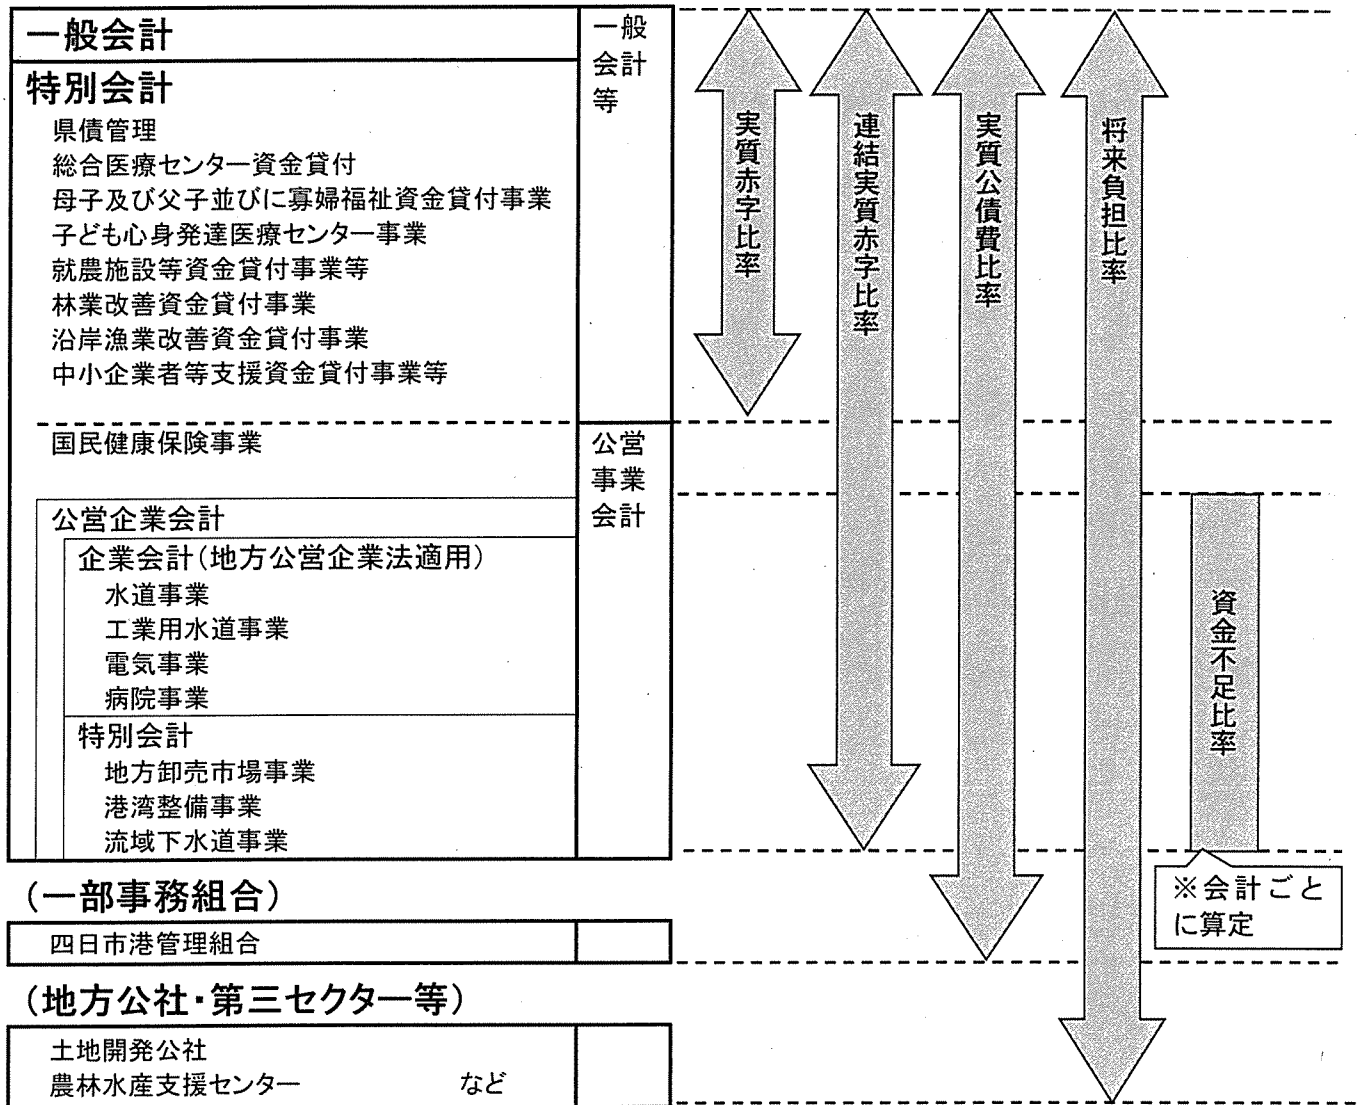 一般会計
特別会計
県債管理
総合医療センター資金貸付
母子及び父子並びに寡婦福祉資金貸付事業
子ども心身発達医療センター事業
就農施設等資金貸付事業等
林業改善資金貸付事業
沿岸漁業改善資金貸付事業
中小企業者等支援資金貸付事業等
国民健康保険事業
公営企業会計
企業会計(地方公営企業法適用)
水道事業
工業用水道事業
電気事業
病院事業
特別会計
地方卸売市場事業
港湾整備事業
流域下水道事業
一般
会計
等
公営
事業
会計
実質赤字比率
連結実質赤字比率
実質公債費比率
将来負担比率
資金不足比率
※会計ごと
に算定
(一部事務組合)
四日市港管理組合
(地方公社・第三セクター等)
土地開発公社
農林水産支援センター など